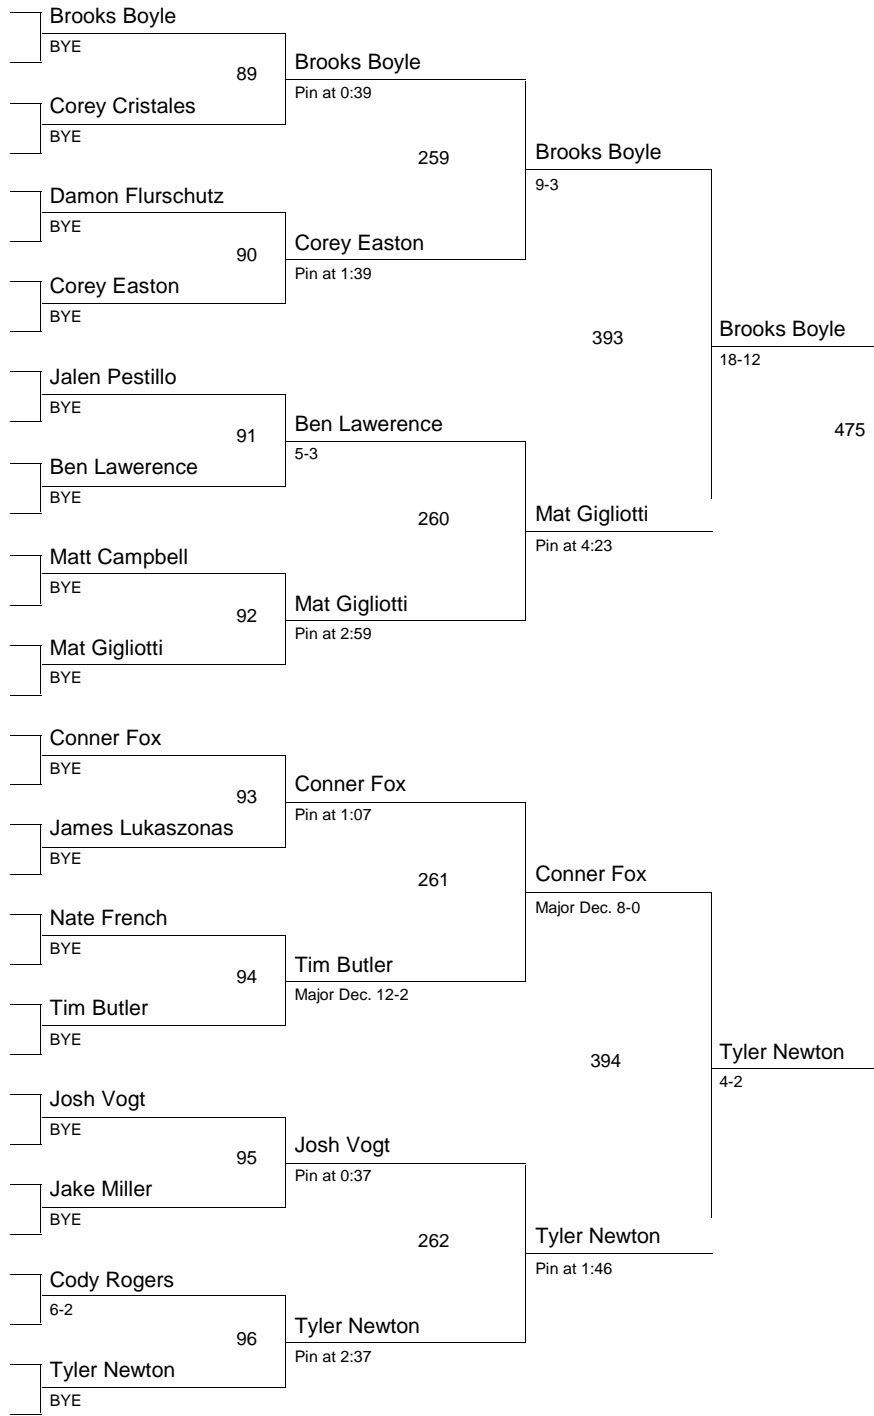 Brooks Boyle
BYE
89
Brooks Boyle
Pin at 0:39
Corey Cristales
BYE
259
Brooks Boyle
9-3
Damon Flurschutz
BYE
90
Corey Easton
Pin at 1:39
Corey Easton
BYE
393
Brooks Boyle
18-12
Jalen Pestillo
BYE
91
Ben Lawerence
5-3
475
Ben Lawerence
BYE
260
Mat Gigliotti
Pin at 4:23
Matt Campbell
BYE
92
Mat Gigliotti
Pin at 2:59
Mat Gigliotti
BYE
Conner Fox
BYE
93
Conner Fox
Pin at 1:07
James Lukaszonas
BYE
261
Conner Fox
Major Dec. 8-0
Nate French
BYE
94
Tim Butler
Major Dec. 12-2
Tim Butler
BYE
394
Tyler Newton
4-2
Josh Vogt
BYE
95
Josh Vogt
Pin at 0:37
Jake Miller
BYE
262
Tyler Newton
Pin at 1:46
Cody Rogers
6-2
96
Tyler Newton
Pin at 2:37
Tyler Newton
BYE